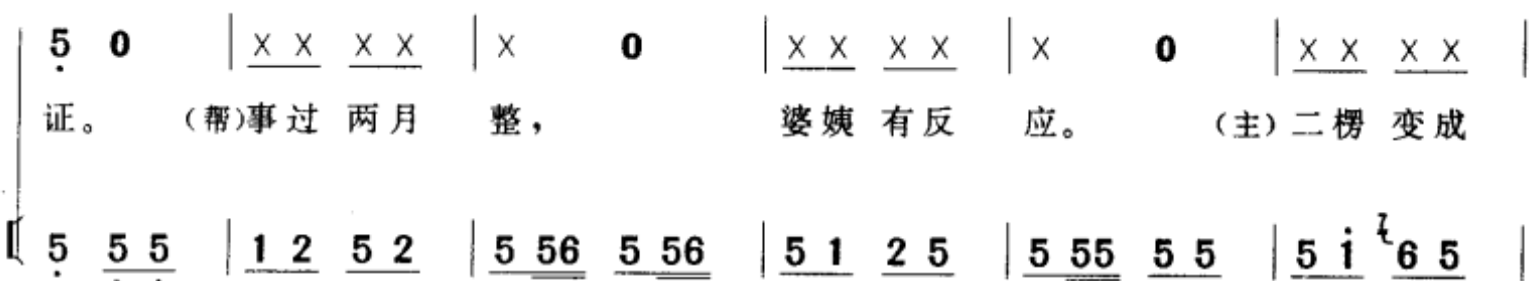 5 0 | X X X X | X 0 | X X X X | X 0 | X X X X |
证。 (帮)事过 两月 整， 婆姨 有反 应。 (主)二楞 变成
5 5 5 | 1 2 5 2 | 5 56 5 56 | 5 1 2 5 | 5 55 5 5 | 5 i 7 6 5 |